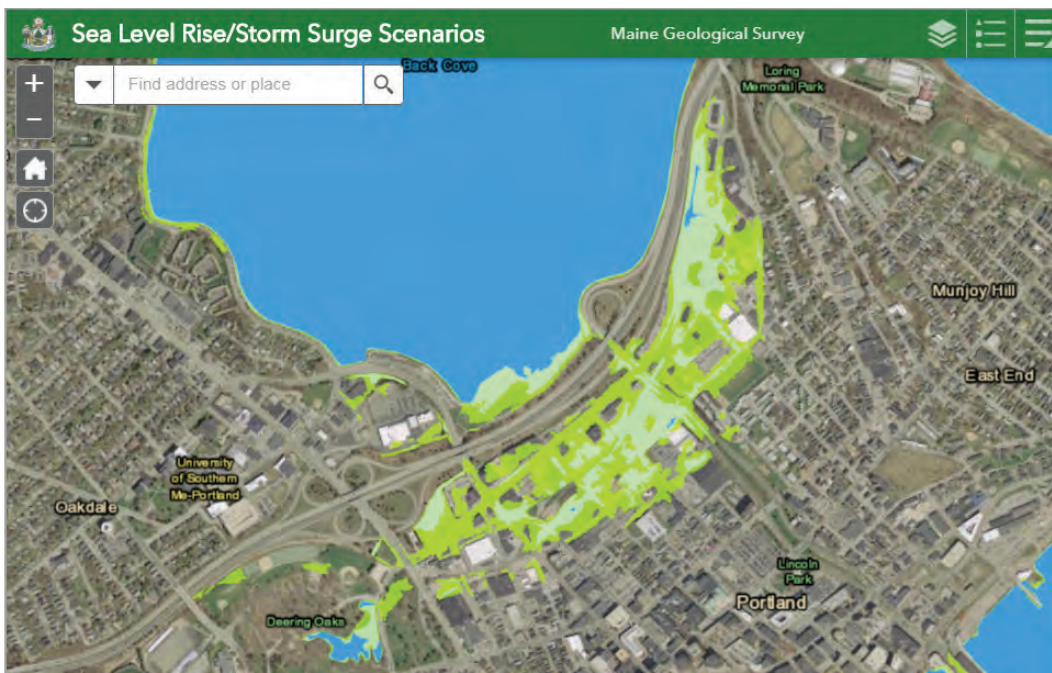 Sea Level Rise/Storm Surge Scenarios
Maine Geological Survey
+
Find address or place
−
Back Cove
Loring
Memorial Park
Munjoy Hill
East End
University
of Southern
Me-Portland
Oakdale
Lincoln
Park
Portland
Deering Oaks